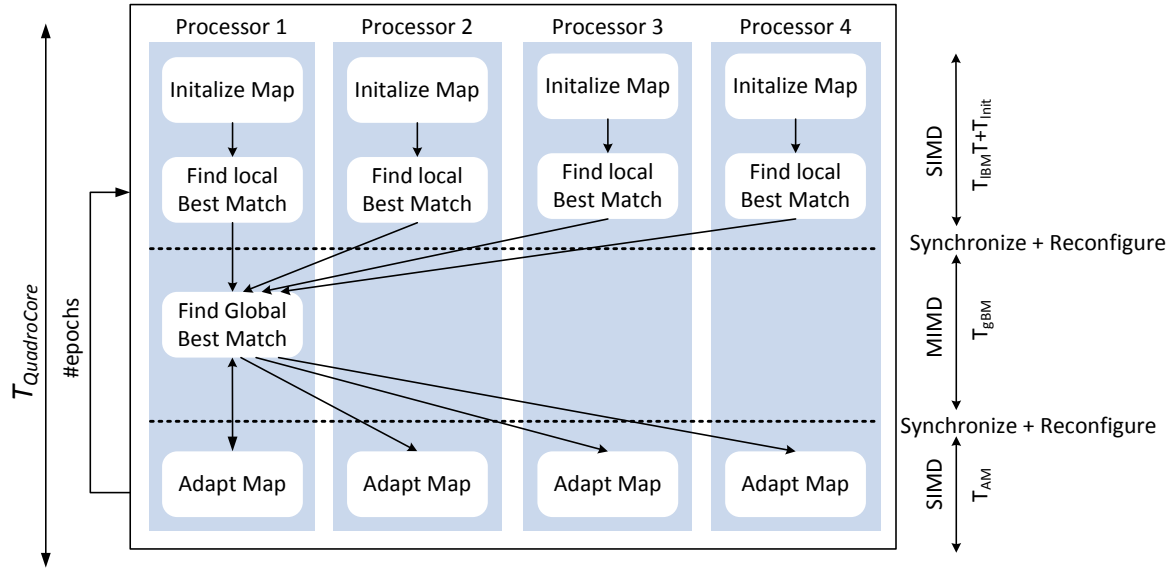 Processor 1
Processor 2
Processor 3
Processor 4
Initalize Map
Initalize Map
Initalize Map
Initalize Map
Find local
Best Match
Find local
Best Match
Find local
Best Match
Find local
Best Match
Find Global
Best Match
Adapt Map
Adapt Map
Adapt Map
Adapt Map
TQuadroCore
#epochs
SIMD
TlBMT+TInit
Synchronize + Reconfigure
MIMD
TgBM
Synchronize + Reconfigure
SIMD
TAM